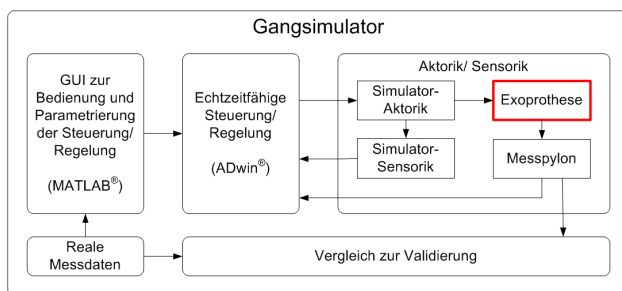 Gangsimulator
GUI zur
Bedienung und
Parametrierung
der Steuerung/
Regelung
(MATLAB®)
Echtzeitfähige
Steuerung/
Regelung
(ADwin®)
Aktorik/ Sensorik
Simulator-
Aktorik
Exoprothese
Simulator-
Sensorik
Messpylon
Reale
Messdaten
Vergleich zur Validierung